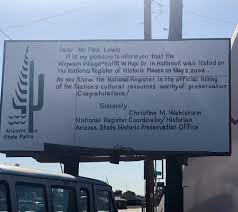 Dear Mr. Paul Lewis
It is my pleasure to inform you that the
Wigwam Village #6 811 W. Hopi Dr. in Holbrook was listed on
the National Register of Historic Places on May 2, 2002.
As you know, the National Register is the official listing
of the Nation's cultural resources worthy of preservation.
Congratulations!
Sincerely,
Christine M. Wahlstrom
National Register Coordinator/Historian
Arizona State Historic Preservation Office
Arizona
State Parks